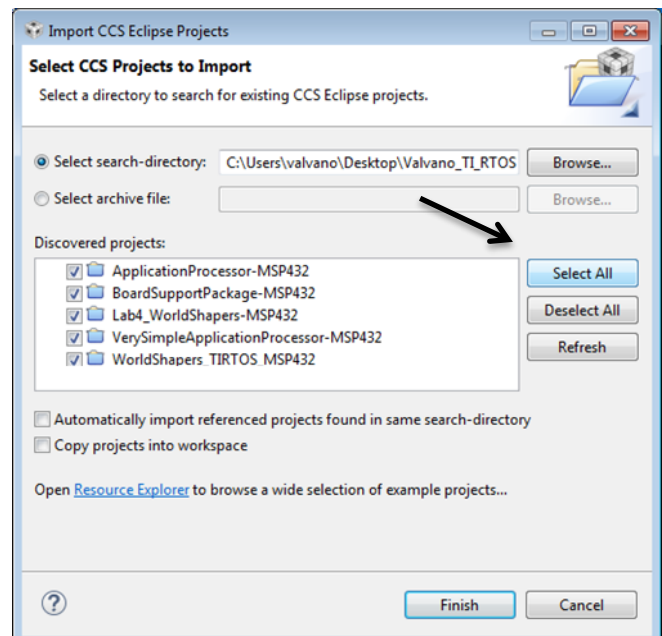 Import CCS Eclipse Projects
Select CCS Projects to Import
Select a directory to search for existing CCS Eclipse projects.
Select search-directory: C:\Users\valvano\Desktop\Valvano_TI_RTOS Browse...
Select archive file: Browse...
Discovered projects:
ApplicationProcessor-MSP432 Select All
BoardSupportPackage-MSP432
Lab4_WorldShapers-MSP432 Deselect All
VerySimpleApplicationProcessor-MSP432
WorldShapers_TIRTOS_MSP432 Refresh
Automatically import referenced projects found in same search-directory
Copy projects into workspace
Open Resource Explorer to browse a wide selection of example projects...
? Finish Cancel